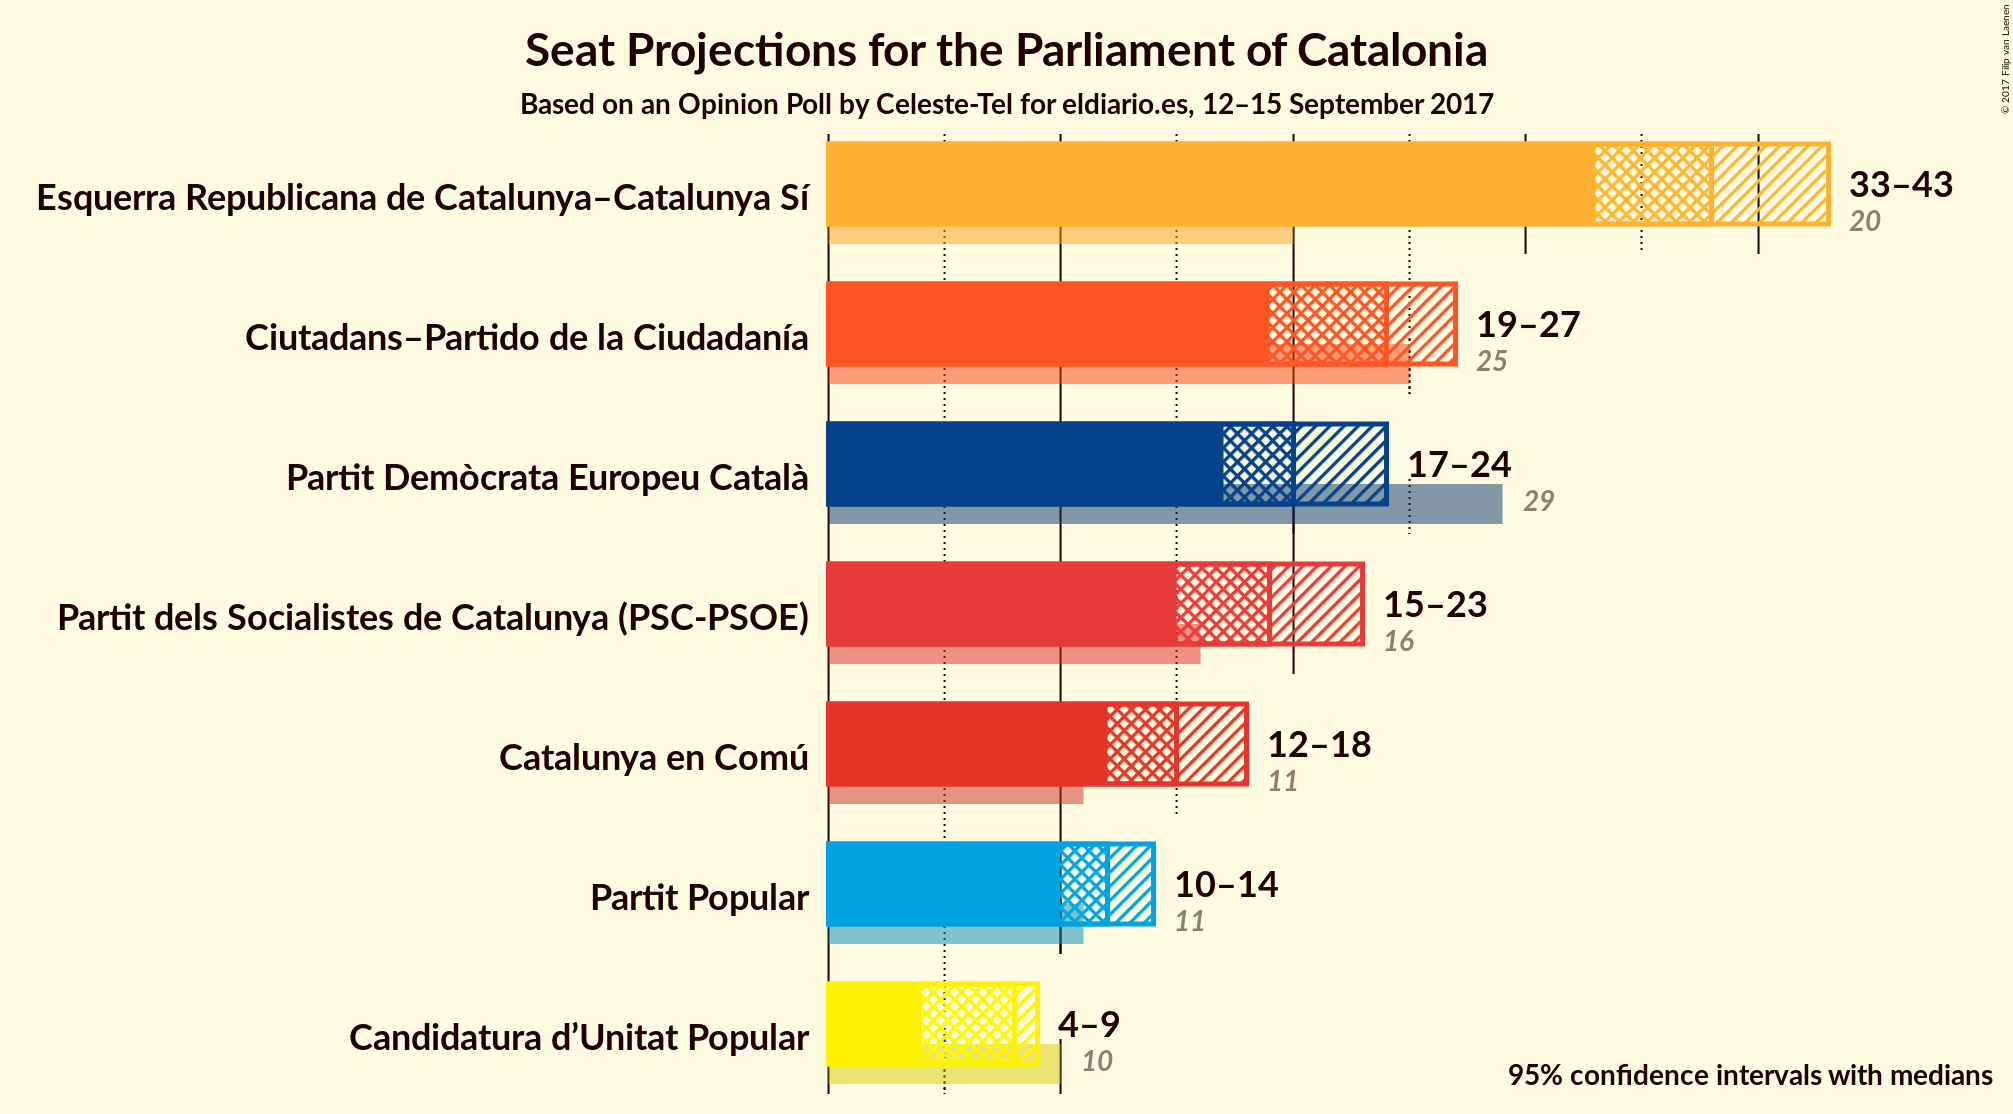 Seat Projections for the Parliament of Catalonia
Based on an Opinion Poll by Celeste-Tel for eldiario.es, 12–15 September 2017
© 2017 Filip van Laenen
Esquerra Republicana de Catalunya–Catalunya Sí
33–43
20
Ciutadans–Partido de la Ciudadanía
19–27
25
Partit Demòcrata Europeu Català
17–24
29
Partit dels Socialistes de Catalunya (PSC-PSOE)
15–23
16
Catalunya en Comú
12–18
11
Partit Popular
10–14
11
Candidatura d’Unitat Popular
4–9
10
95% confidence intervals with medians